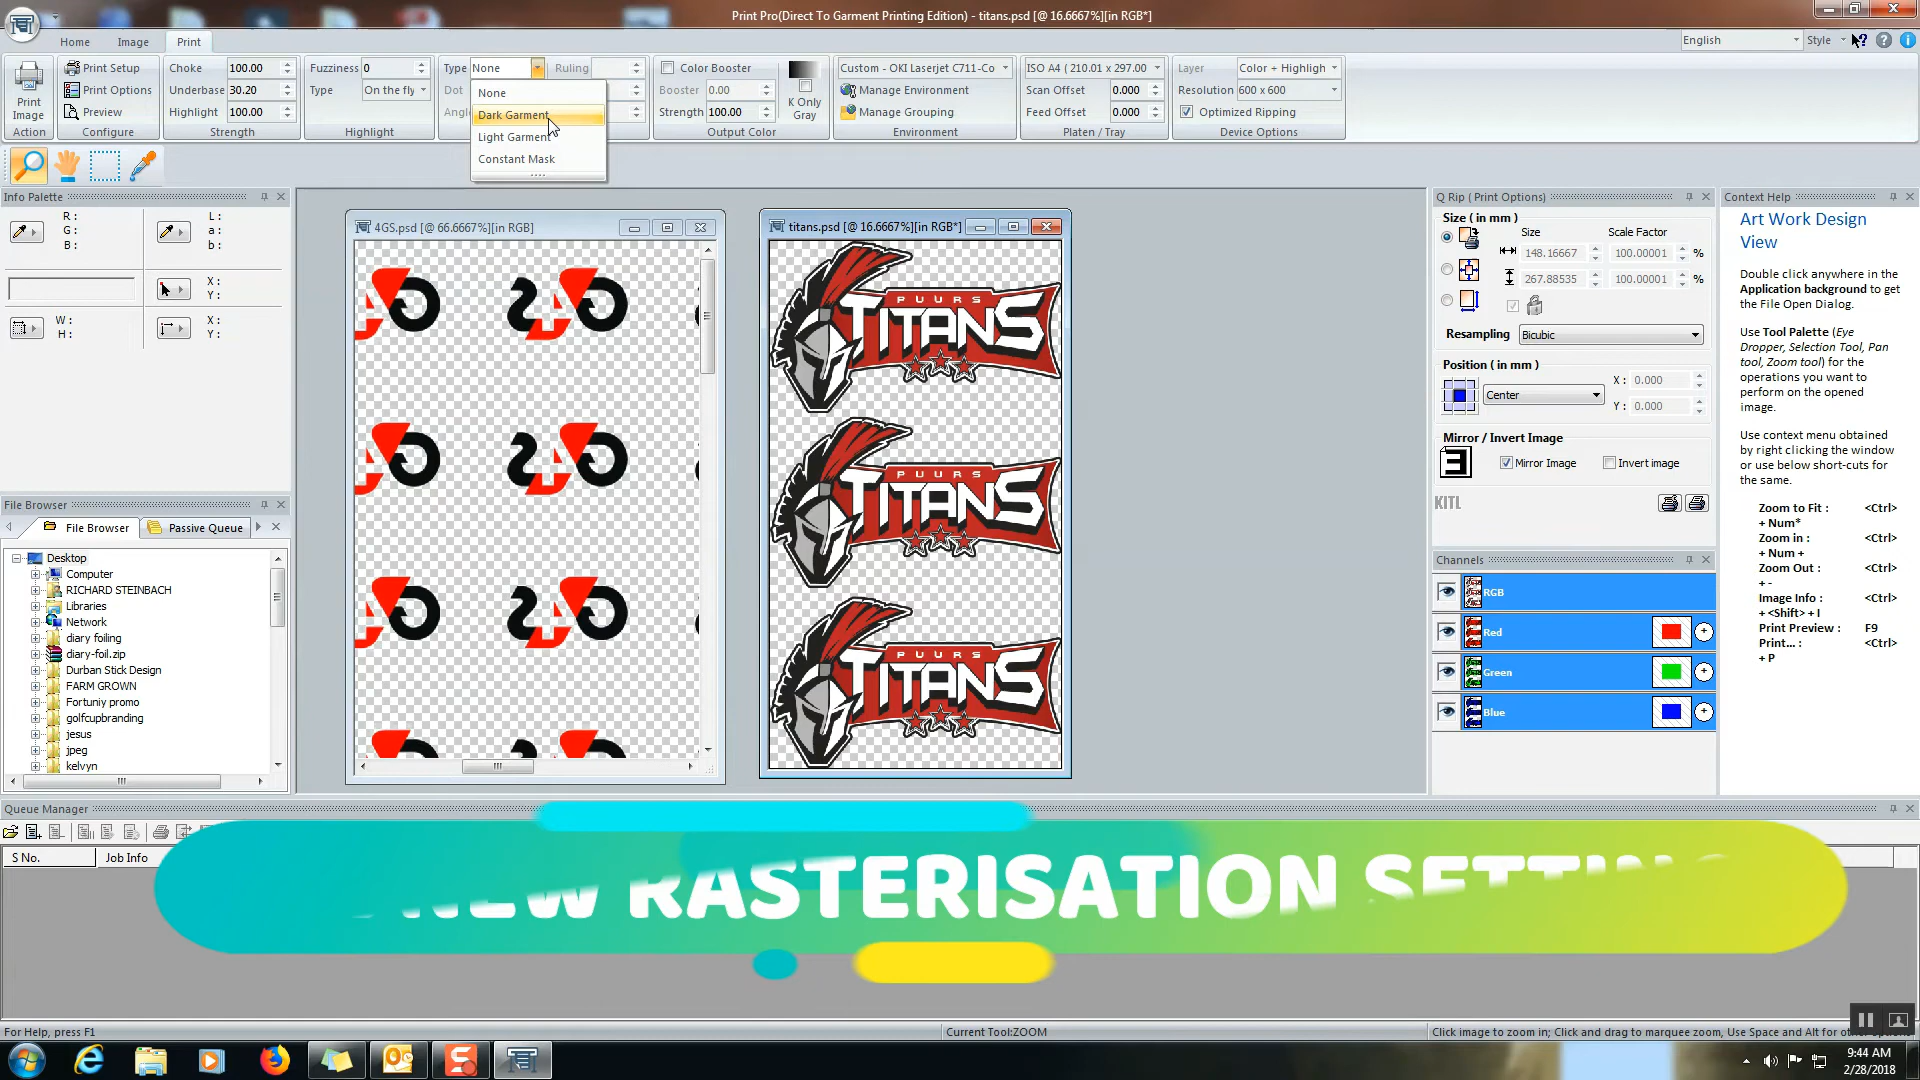 Print Pro(Direct To Garment Printing Edition) - titans.psd [@ 16.6667%][in RGB*]
Home Image Print
English Style
Print Image
Action
Print Setup
Print Options
Preview
Configure
Choke 100.00
Underbase 30.20
Highlight 100.00
Strength
Fuzziness 0
Type On the fly
Highlight
Type None
Ruling
Dot
None
Dark Garment
Light Garment
Constant Mask
Color Booster
Booster 0.00
Strength 100.00
K Only Gray
Output Color
Custom - OKI Laserjet C711-Co
Manage Environment
Manage Grouping
Environment
ISO A4 ( 210.01 x 297.00
Scan Offset 0.000
Feed Offset 0.000
Platen / Tray
Layer Color + Highligh
Resolution 600 x 600
Optimized Ripping
Device Options
Info Palette
R :
G :
B :
L :
a :
b :
X :
Y :
W :
H :
X :
Y :
File Browser
File Browser Passive Queue
Desktop
Computer
RICHARD STEINBACH
Libraries
Network
diary foiling
diary-foil.zip
Durban Stick Design
FARM GROWN
Fortuniy promo
golfcupbranding
jesus
jpeg
kelvyn
4GS.psd [@ 66.6667%][in RGB]
titans.psd [@ 16.6667%][in RGB*]
PUURS
TITANS
PUURS
TITANS
PUURS
TITANS
Q Rip ( Print Options)
Size ( in mm )
Size Scale Factor
148.16667 100.00001 %
267.88535 100.00001 %
Resampling Bicubic
Position ( in mm )
Center
X : 0.000
Y : 0.000
Mirror / Invert Image
Mirror Image Invert image
KITL
Channels
RGB
Red
Green
Blue
Context Help
Art Work Design
View
Double click anywhere in the
Application background to get
the File Open Dialog.
Use Tool Palette (Eye
Dropper, Selection Tool, Pan
tool, Zoom tool) for the
operations you want to
perform on the opened
image.
Use context menu obtained
by right clicking the window
or use below short-cuts for
the same.
Zoom to Fit : <Ctrl>
+ Num*
Zoom in : <Ctrl>
+ Num +
Zoom Out : <Ctrl>
+ -
Image Info : <Ctrl>
+ <Shift> + I
Print Preview : F9
Print... : <Ctrl>
+ P
Queue Manager
S No. Job Info
NEW RASTERISATION
For Help, press F1
Current Tool:ZOOM
Click image to zoom in; Click and drag to marquee zoom, Use Space and Alt for other
9:44 AM
2/28/2018